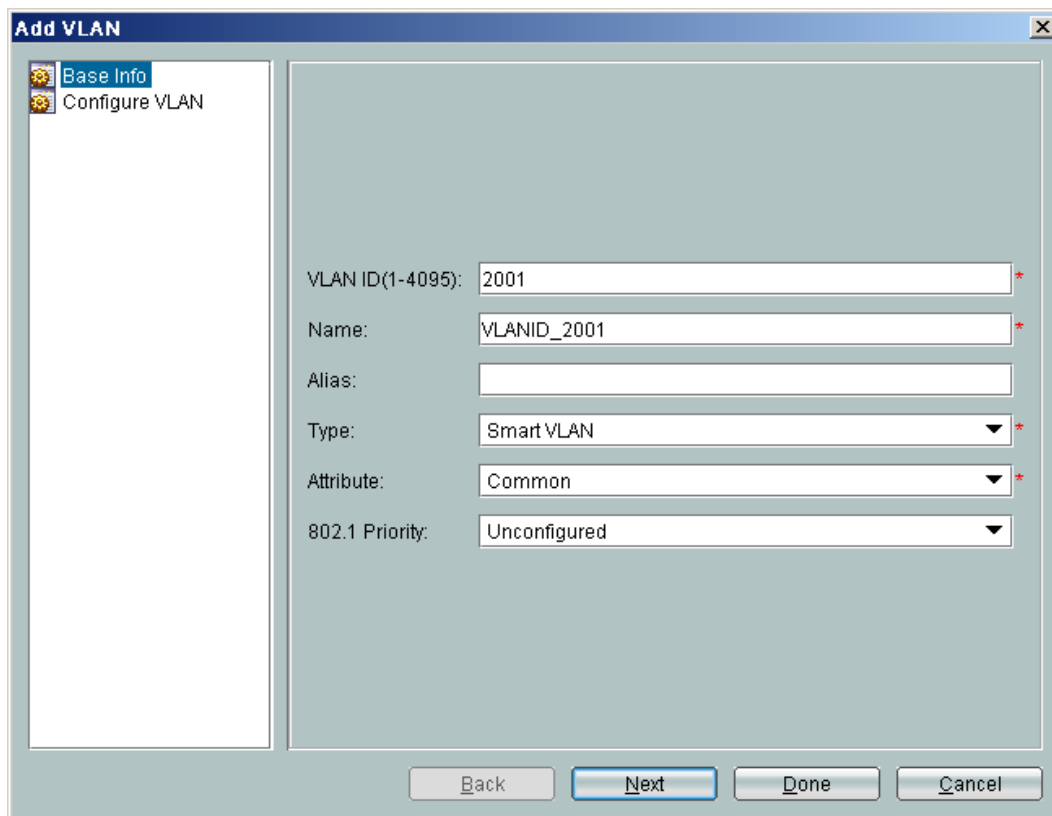 Add VLAN
Base Info
Configure VLAN
VLAN ID(1-4095): 2001 *
Name: VLANID_2001 *
Alias:
Type: Smart VLAN *
Attribute: Common *
802.1 Priority: Unconfigured
Back Next Done Cancel